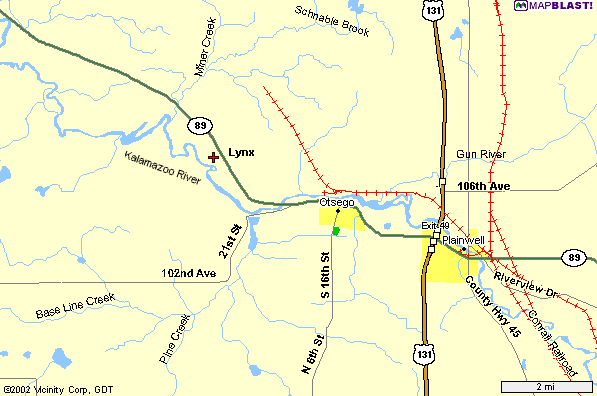 MAPBLAST!
131
Schnable Brook
Miner Creek
89
Lynx
Kalamazoo River
Gun River
106th Ave
Otsego
Exit 49
Plainwell
21st St
89
102nd Ave
S 16th St
Riverview Dr
County Hwy 45
Base Line Creek
Pine Creek
N 6th St
Conrail Railroad
131
©2002 Vicinity Corp, GDT
2 mi